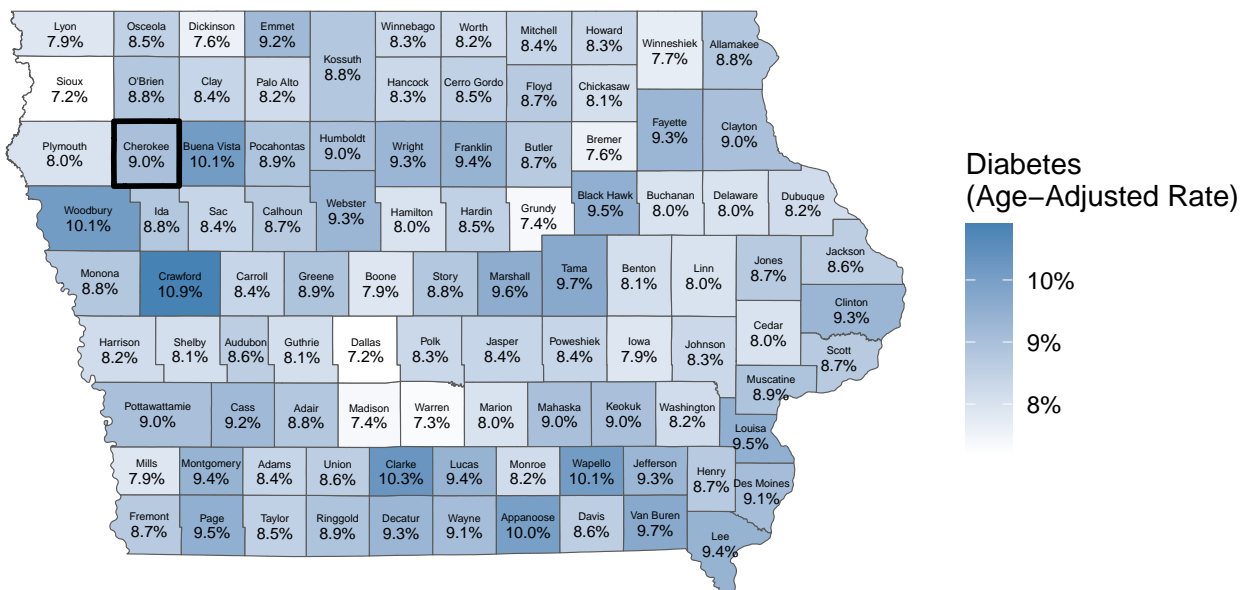 Lyon
7.9%
Osceola
8.5%
Dickinson
7.6%
Emmet
9.2%
Kossuth
8.8%
Winnebago
8.3%
Worth
8.2%
Mitchell
8.4%
Howard
8.3%
Winneshiek
7.7%
Allamakee
8.8%
Sioux
7.2%
O'Brien
8.8%
Clay
8.4%
Palo Alto
8.2%
Hancock
8.3%
Cerro Gordo
8.5%
Floyd
8.7%
Chickasaw
8.1%
Fayette
9.3%
Clayton
9.0%
Plymouth
8.0%
Cherokee
9.0%
Buena Vista
10.1%
Pocahontas
8.9%
Humboldt
9.0%
Wright
9.3%
Franklin
9.4%
Butler
8.7%
Bremer
7.6%
Woodbury
10.1%
Ida
8.8%
Sac
8.4%
Calhoun
8.7%
Webster
9.3%
Hamilton
8.0%
Hardin
8.5%
Grundy
7.4%
Black Hawk
9.5%
Buchanan
8.0%
Delaware
8.0%
Dubuque
8.2%
Monona
8.8%
Crawford
10.9%
Carroll
8.4%
Greene
8.9%
Boone
7.9%
Story
8.8%
Marshall
9.6%
Tama
9.7%
Benton
8.1%
Linn
8.0%
Jones
8.7%
Jackson
8.6%
Clinton
9.3%
Harrison
8.2%
Shelby
8.1%
Audubon
8.6%
Guthrie
8.1%
Dallas
7.2%
Polk
8.3%
Jasper
8.4%
Poweshiek
8.4%
Iowa
7.9%
Johnson
8.3%
Cedar
8.0%
Scott
8.7%
Muscatine
8.9%
Pottawattamie
9.0%
Cass
9.2%
Adair
8.8%
Madison
7.4%
Warren
7.3%
Marion
8.0%
Mahaska
9.0%
Keokuk
9.0%
Washington
8.2%
Louisa
9.5%
Mills
7.9%
Montgomery
9.4%
Adams
8.4%
Union
8.6%
Clarke
10.3%
Lucas
9.4%
Monroe
8.2%
Wapello
10.1%
Jefferson
9.3%
Henry
8.7%
Des Moines
9.1%
Fremont
8.7%
Page
9.5%
Taylor
8.5%
Ringgold
8.9%
Decatur
9.3%
Wayne
9.1%
Appanoose
10.0%
Davis
8.6%
Van Buren
9.7%
Lee
9.4%
Diabetes
(Age−Adjusted Rate)
10%
9%
8%